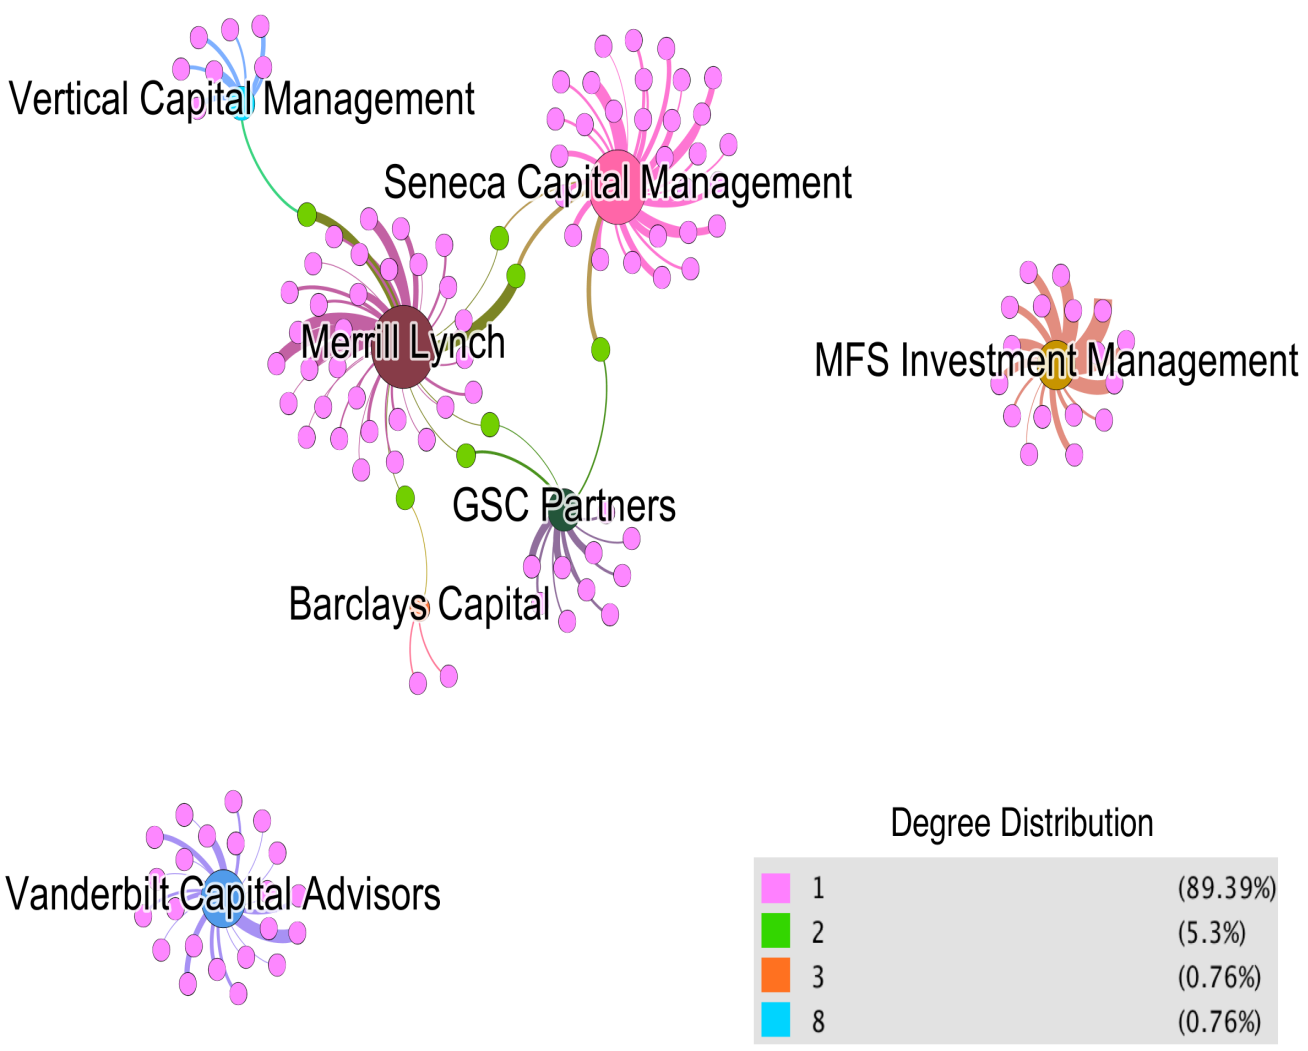 Vertical Capital Management
Seneca Capital Management
Merrill Lynch
MFS Investment Management
GSC Partners
Barclays Capital
Degree Distribution
Vanderbilt Capital Advisors
1 (89.39%)
2 (5.3%)
3 (0.76%)
8 (0.76%)